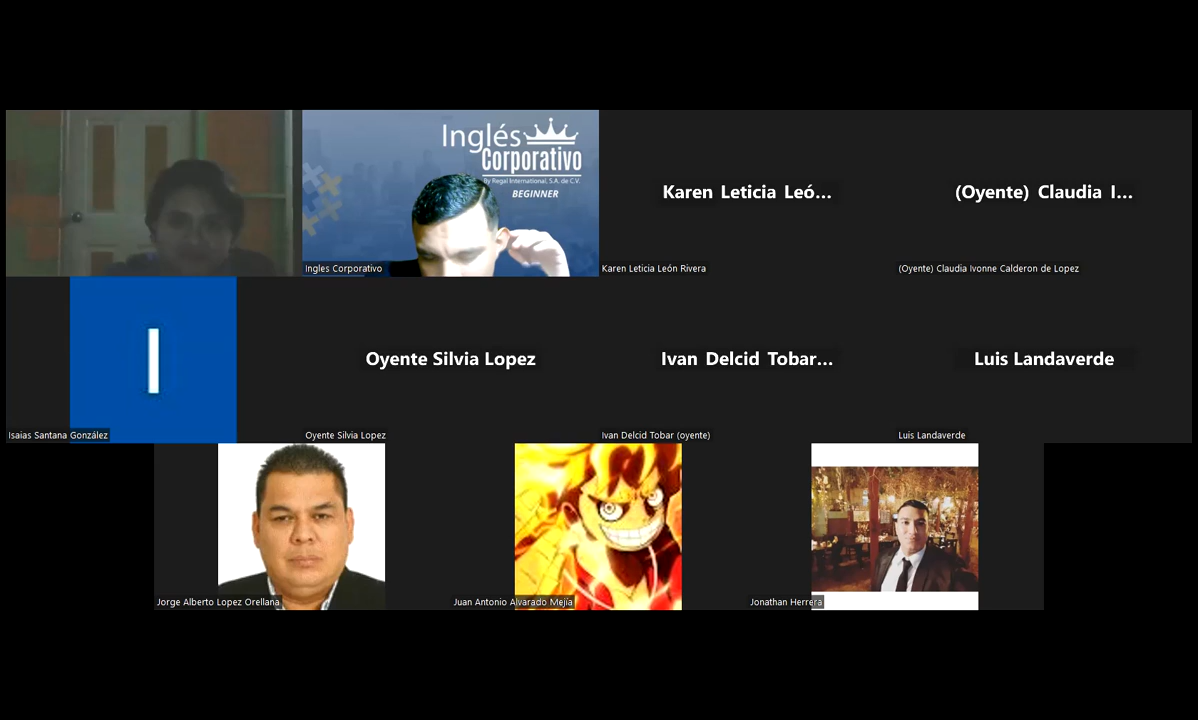 Inglés
Corporativo
By Regal International, S.A. de C.V.
BEGINNER
Ingles Corporativo
Karen Leticia Leó...
Karen Leticia León Rivera
(Oyente) Claudia I...
(Oyente) Claudia Ivonne Calderon de Lopez
I
Isaias Santana González
Oyente Silvia Lopez
Oyente Silvia Lopez
Ivan Delcid Tobar...
Ivan Delcid Tobar (oyente)
Luis Landaverde
Luis Landaverde
Jorge Alberto Lopez Orellana
Juan Antonio Alvarado Mejía
Jonathan Herrera